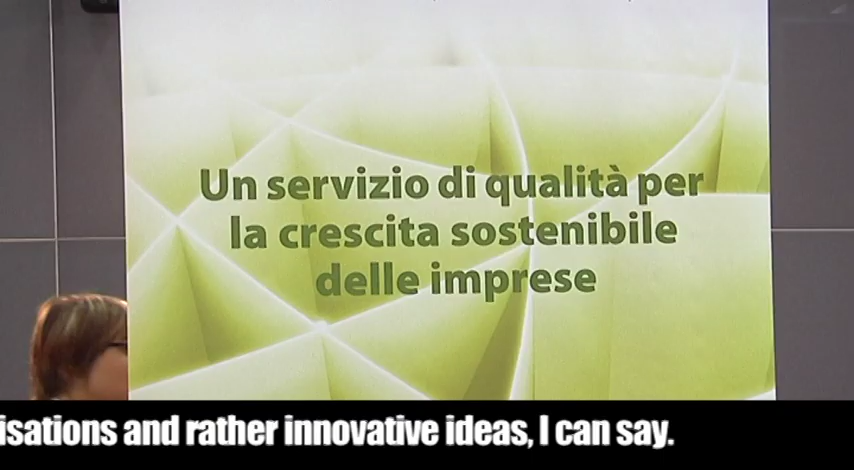 Un servizio di qualità per
la crescita sostenibile
delle imprese
isations and rather innovative ideas, I can say.